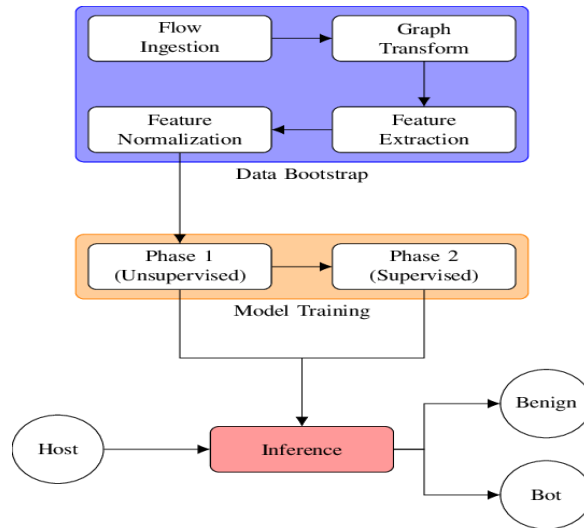 Flow
Ingestion
Graph
Transform
Feature
Normalization
Feature
Extraction
Data Bootstrap
Phase 1
(Unsupervised)
Phase 2
(Supervised)
Model Training
Benign
Host
Inference
Bot